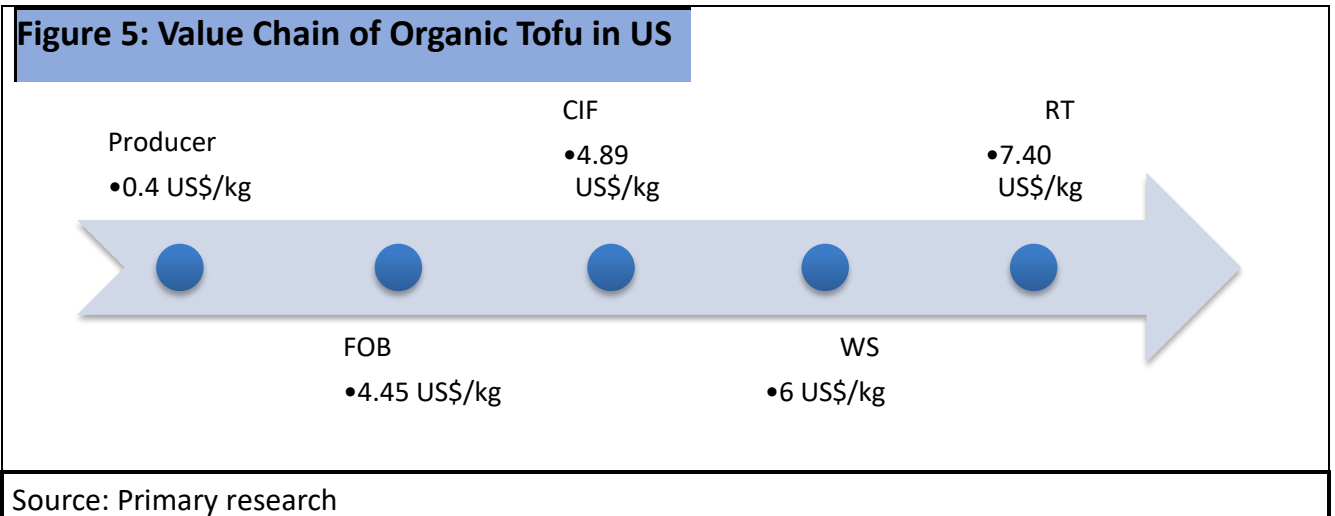 Figure 5: Value Chain of Organic Tofu in US
Producer
•0.4 US$/kg
FOB
•4.45 US$/kg
CIF
•4.89
US$/kg
WS
•6 US$/kg
RT
•7.40
US$/kg
Source: Primary research